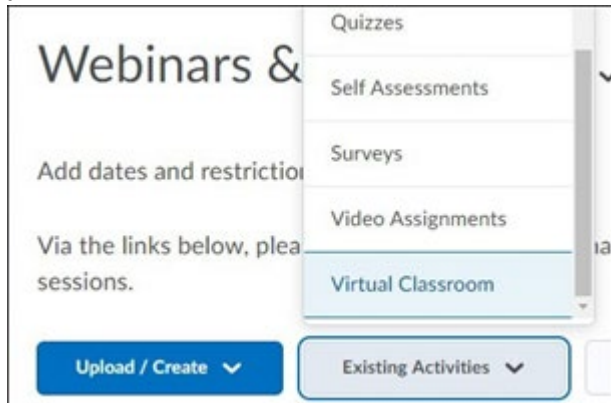 Quizzes
Webinars &
Self Assessments
Surveys
Add dates and restriction
Video Assignments
Via the links below, plea
sessions.
Virtual Classroom
Upload / Create
Existing Activities